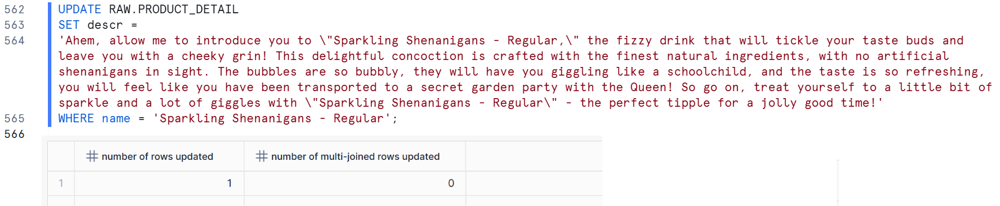 562 UPDATE RAW.PRODUCT_DETAIL
563 SET descr =
564 'Ahem, allow me to introduce you to \"Sparkling Shenanigans - Regular,\" the fizzy drink that will tickle your taste buds and
leave you with a cheeky grin! This delightful concoction is crafted with the finest natural ingredients, with no artificial
shenanigans in sight. The bubbles are so bubbly, they will have you giggling like a schoolchild, and the taste is so refreshing,
you will feel like you have been transported to a secret garden party with the Queen! So go on, treat yourself to a little bit of
sparkle and a lot of giggles with \"Sparkling Shenanigans - Regular\" - the perfect tipple for a jolly good time!'
565 WHERE name = 'Sparkling Shenanigans - Regular';
566
# number of rows updated # number of multi-joined rows updated
1 1 0